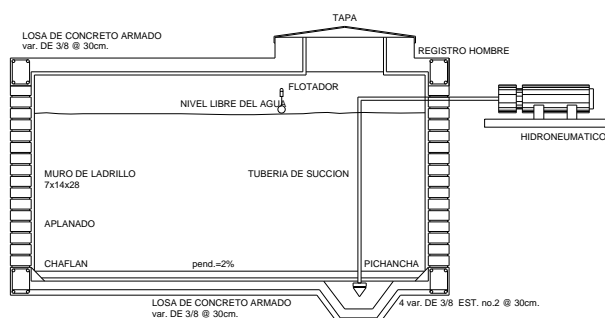 TAPA
LOSA DE CONCRETO ARMADO
var. DE 3/8 @ 30cm.
REGISTRO HOMBRE
FLOTADOR
NIVEL LIBRE DEL AGUA
HIDRONEUMATICO
MURO DE LADRILLO
7x14x28
TUBERIA DE SUCCION
APLANADO
CHAFLAN
pend.=2%
PICHANCHA
LOSA DE CONCRETO ARMADO
var. DE 3/8 @ 30cm.
4 var. DE 3/8 EST. no.2 @ 30cm.